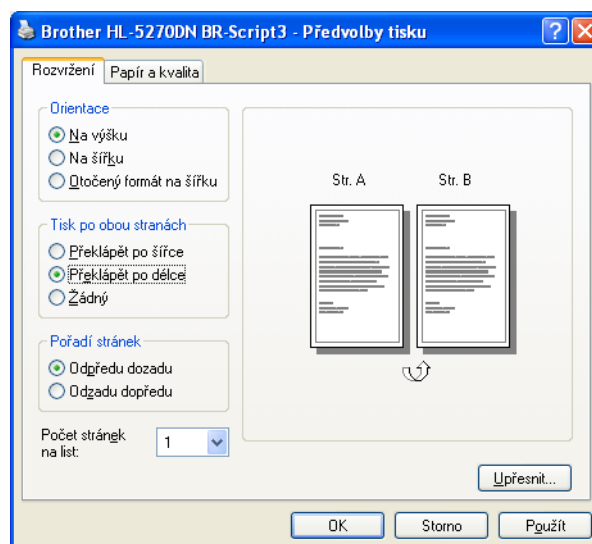 Brother HL-5270DN BR-Script3 - Předvolby tisku
Rozvržení
Papír a kvalita
Orientace
Na výšku
Na šířku
Otočený formát na šířku
Tisk po obou stranách
Překlápět po šířce
Překlápět po délce
Žádný
Pořadí stránek
Odpředu dozadu
Odzadu dopředu
Počet stránek
na list:
1
Str. A
Str. B
Upřesnit...
OK
Storno
Použít